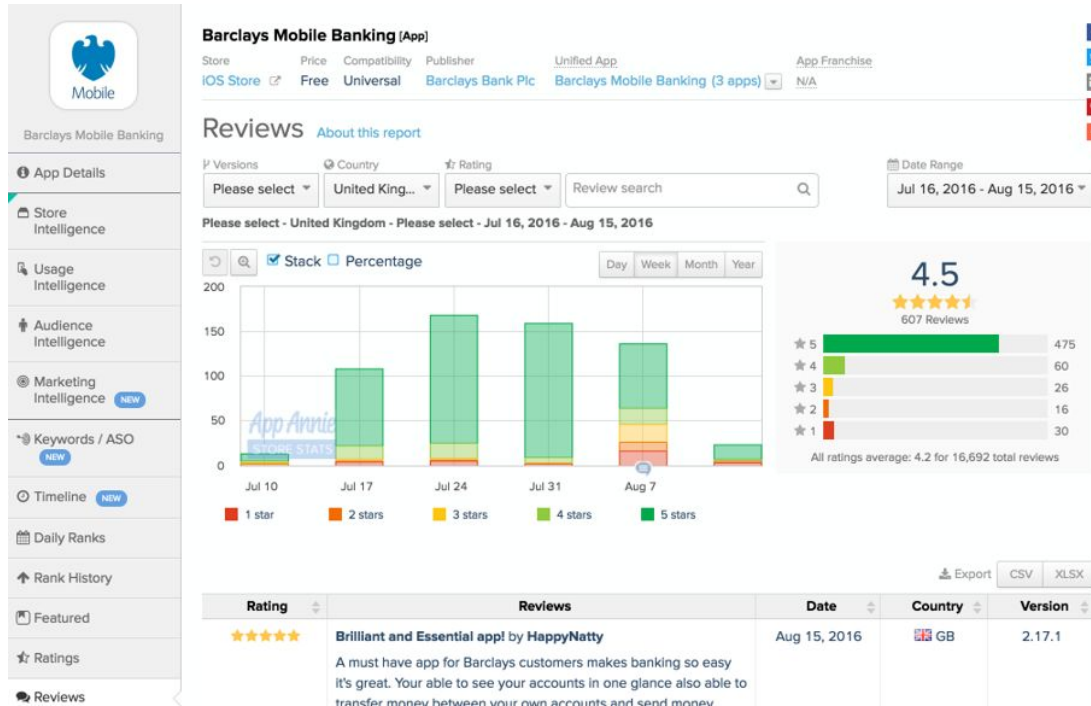 Mobile
Barclays Mobile Banking
App Details
Store Intelligence
Usage Intelligence
Audience Intelligence
Marketing Intelligence NEW
Keywords / ASO NEW
Timeline NEW
Daily Ranks
Rank History
Featured
Ratings
Reviews
Barclays Mobile Banking [App]
Store Price Compatibility Publisher Unified App App Franchise
iOS Store Free Universal Barclays Bank Plc Barclays Mobile Banking (3 apps) N/A
Reviews About this report
Versions Country Rating Date Range
Please select United King... Please select Review search Jul 16, 2016 - Aug 15, 2016
Please select - United Kingdom - Please select - Jul 16, 2016 - Aug 15, 2016
Stack Percentage Day Week Month Year
200
150
100
50
0
App Annie
STORE STATS
Jul 10 Jul 17 Jul 24 Jul 31 Aug 7
1 star 2 stars 3 stars 4 stars 5 stars
4.5
607 Reviews
5 475
4 60
3 26
2 16
1 30
All ratings average: 4.2 for 16,692 total reviews
Export CSV XLSX
Rating Reviews Date Country Version
Brilliant and Essential app! by HappyNatty Aug 15, 2016 GB 2.17.1
A must have app for Barclays customers makes banking so easy
it's great. Your able to see your accounts in one glance also able to
transfer money between your own accounts and send money